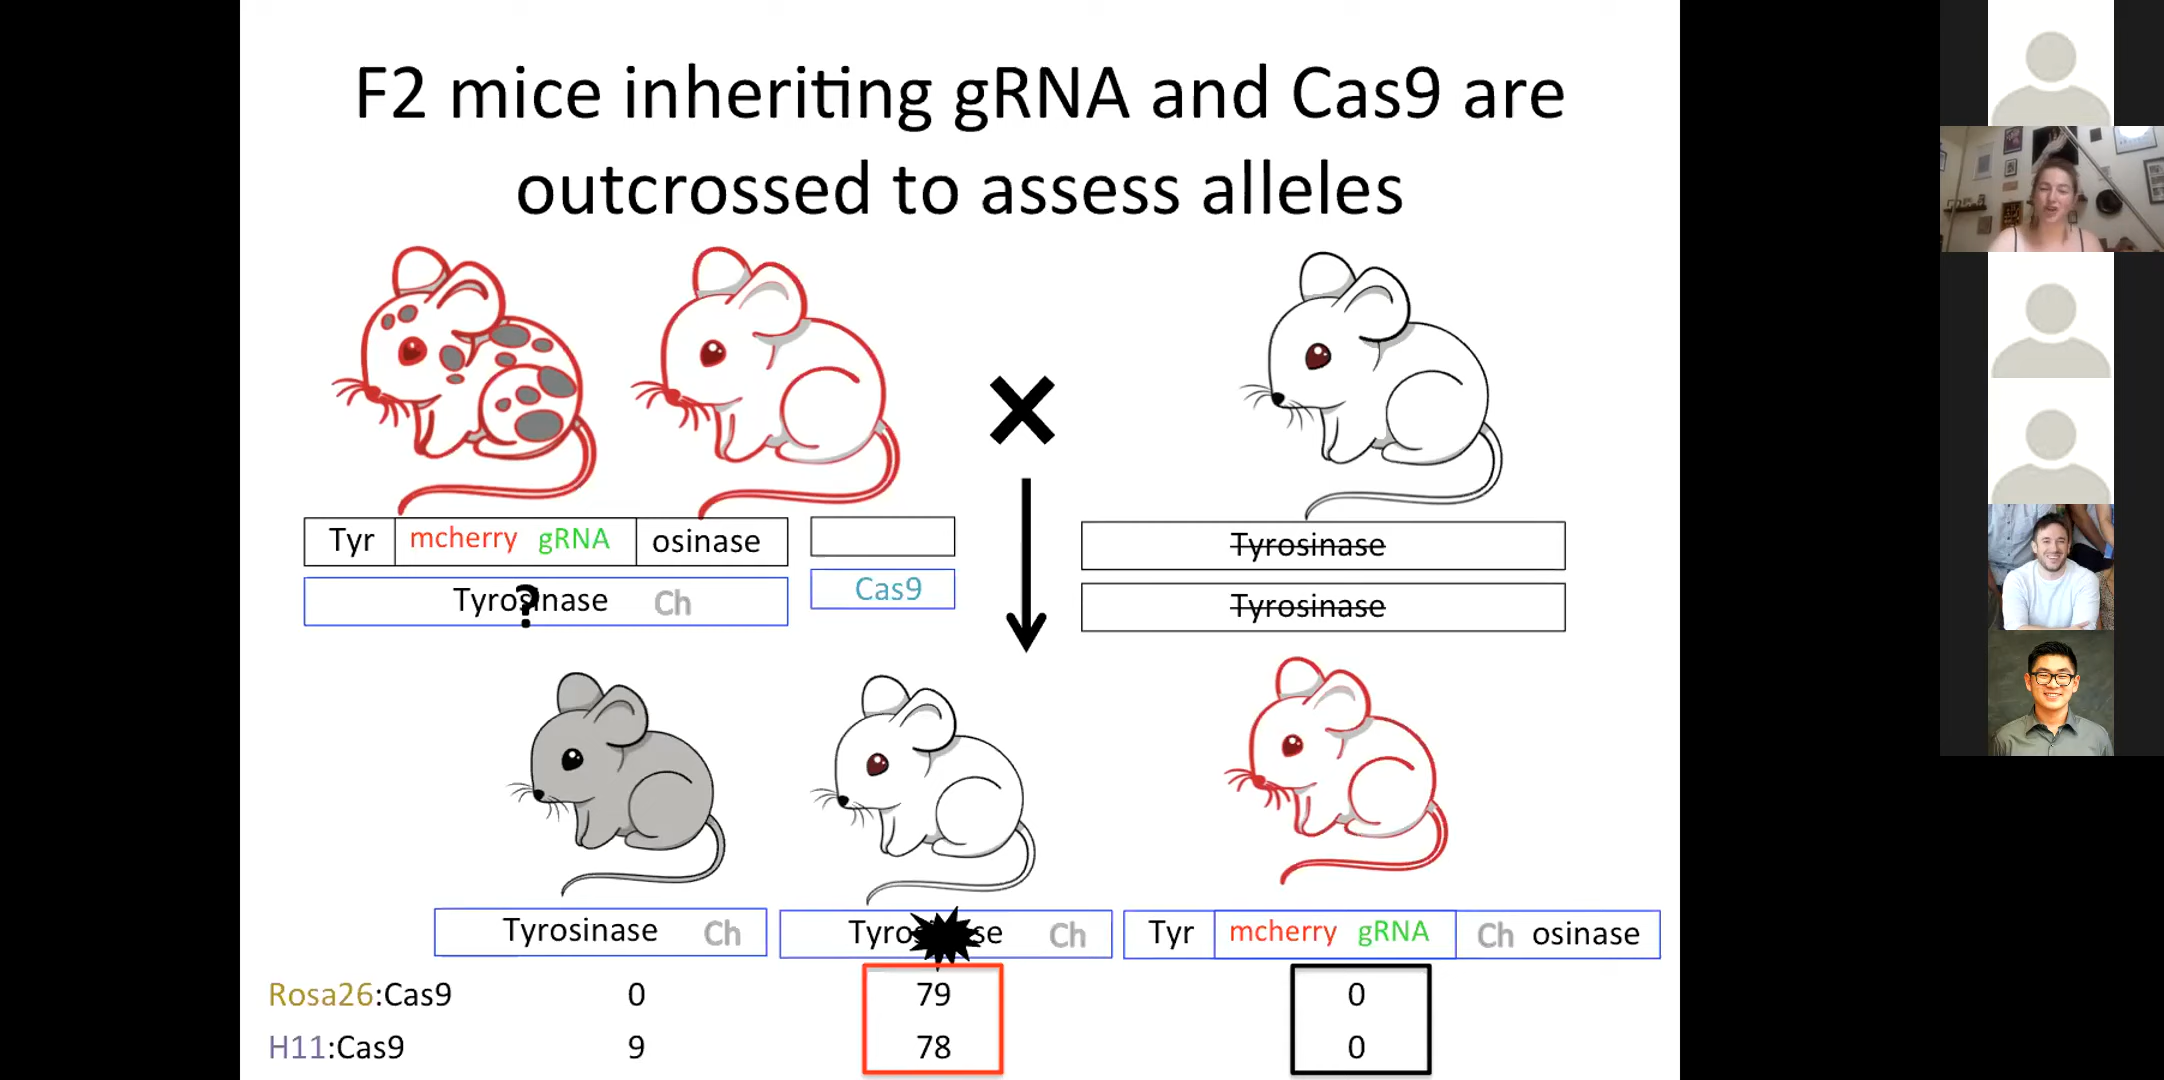 F2 mice inheriting gRNA and Cas9 are
outcrossed to assess alleles
Tyr mcherry gRNA osinase
Tyrosinase ? Ch
Cas9
Tyrosinase
Tyrosinase
Tyrosinase Ch
Tyro se Ch
Tyr mcherry gRNA Ch osinase
Rosa26:Cas9 0 79 0
H11:Cas9 9 78 0